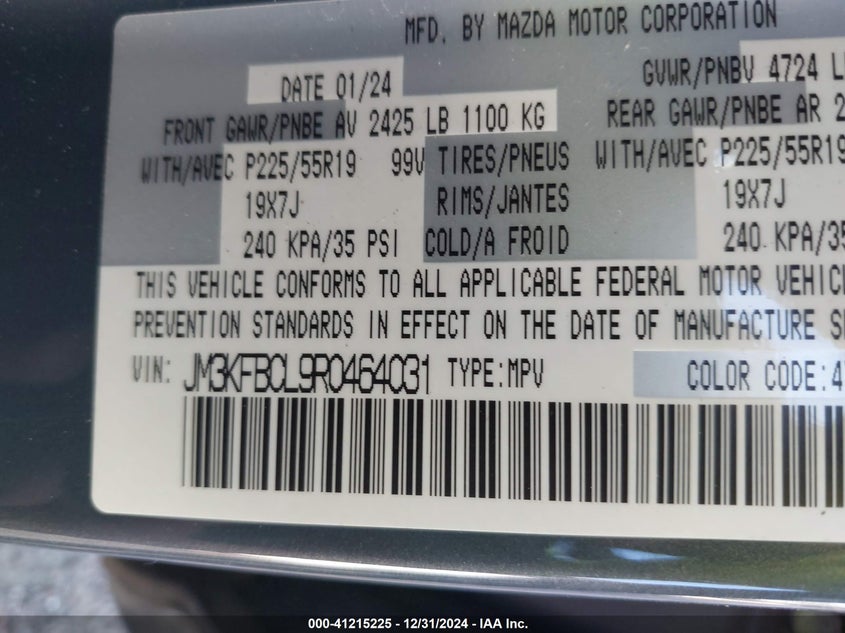 MFD. BY MAZDA MOTOR CORPORATION
DATE 01/24
GVWR/PNBV 4724 L
FRONT GAWR/PNBE AV 2425 LB 1100 KG
REAR GAWR/PNBE AR 2
WITH/AVEC P225/55R19 99V TIRES/PNEUS WITH/AVEC P225/55R19
19X7J RIMS/JANTES 19X7J
240 KPA/35 PSI COLD/A FROID 240 KPA/35
THIS VEHICLE CONFORMS TO ALL APPLICABLE FEDERAL MOTOR VEHIC
PREVENTION STANDARDS IN EFFECT ON THE DATE OF MANUFACTURE S
VIN: JM3KFBCL9R0464031 TYPE:MPV COLOR CODE:4
000-41215225 - 12/31/2024 - IAA Inc.